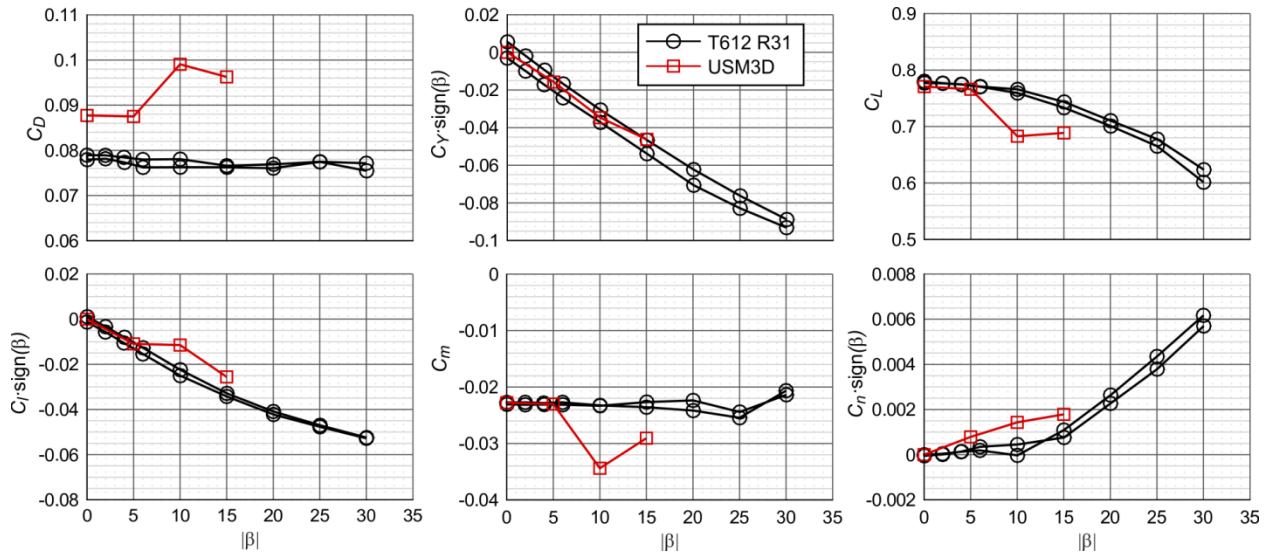 0.11
0.1
0.09
0.08
0.07
0.06
C_D
0.02
0
-0.02
-0.04
-0.06
-0.08
-0.1
C_Y·sign(β)
T612 R31
USM3D
0.9
0.8
0.7
0.6
0.5
C_L
0.02
0
-0.02
-0.04
-0.06
-0.08
C_l·sign(β)
0 5 10 15 20 25 30 35
|β|
0
-0.01
-0.02
-0.03
-0.04
C_m
0 5 10 15 20 25 30 35
|β|
0.008
0.006
0.004
0.002
0
-0.002
C_n·sign(β)
0 5 10 15 20 25 30 35
|β|